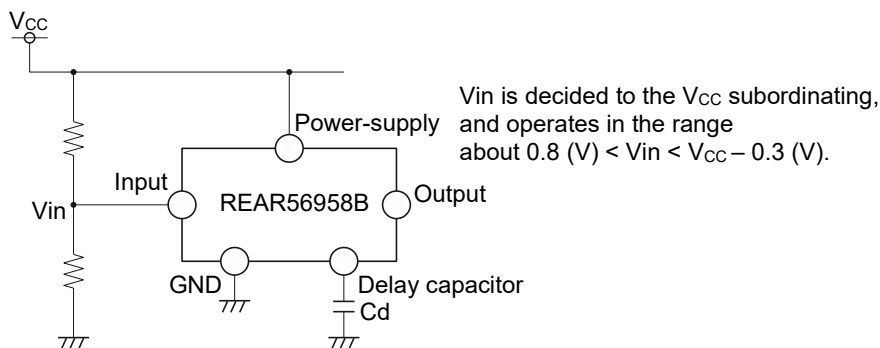 VCC
Vin is decided to the VCC subordinating,
and operates in the range
about 0.8 (V) < Vin < VCC – 0.3 (V).
Power-supply
Input
REAR56958B
Output
Vin
GND
Delay capacitor
Cd